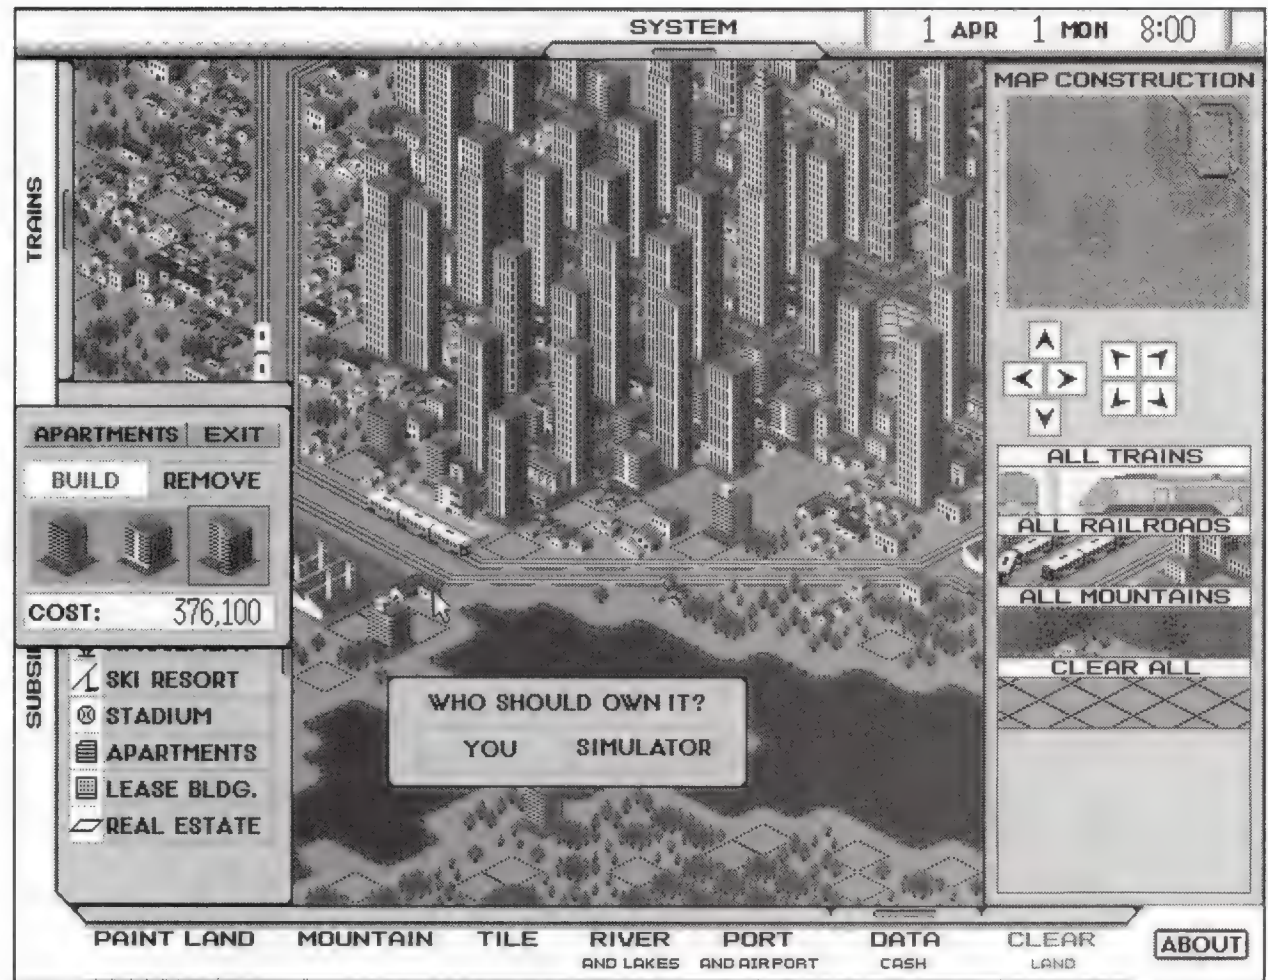 SYSTEM
1 APR 1 MON 8:00
TRAINS
MAP CONSTRUCTION
APARTMENTS EXIT
BUILD REMOVE
COST: 376,100
SKI RESORT
STADIUM
APARTMENTS
LEASE BLDG.
REAL ESTATE
WHO SHOULD OWN IT?
YOU SIMULATOR
ALL TRAINS
ALL RAILROADS
ALL MOUNTAINS
CLEAR ALL
PAINT LAND MOUNTAIN TILE RIVER PORT DATA CLEAR ABOUT
AND LAKES AND AIRPORT CASH LAND